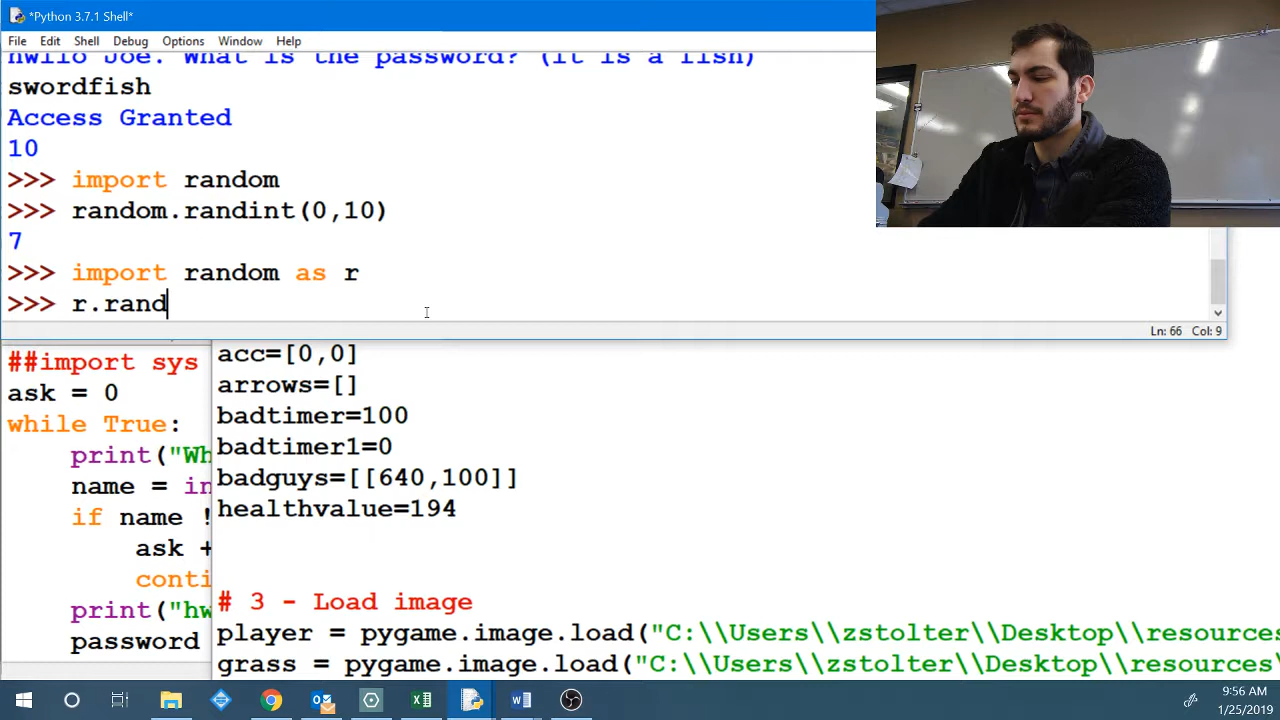 *Python 3.7.1 Shell*
File Edit Shell Debug Options Window Help
hwllo Joe. What is the password? (it is a fish)
swordfish
Access Granted
10
>>> import random
>>> random.randint(0,10)
7
>>> import random as r
>>> r.rand
Ln: 66 Col: 9
##import sys
ask = 0
while True:
print("Wh
name = in
if name !
ask +
conti
print("hw
password
acc=[0,0]
arrows=[]
badtimer=100
badtimer1=0
badguys=[[640,100]]
healthvalue=194
# 3 - Load image
player = pygame.image.load("C:\\Users\\zstolter\\Desktop\\resources
grass = pygame.image.load("C:\\Users\\zstolter\\Desktop\\resources\
9:56 AM
1/25/2019